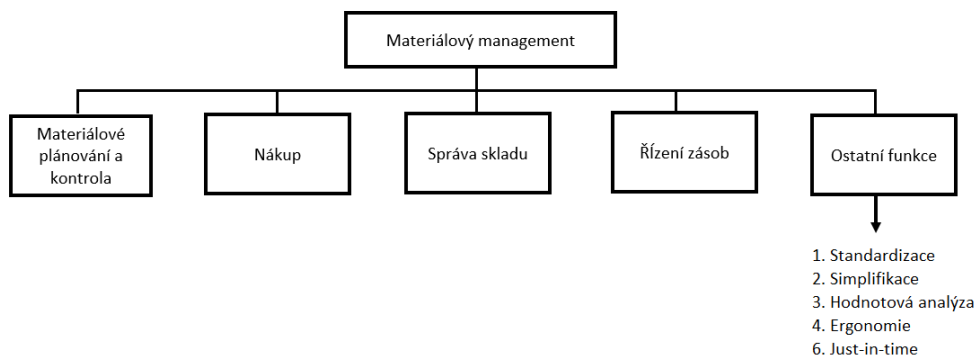 Materiálový management
Materiálové
plánování a
kontrola
Nákup
Správa skladu
ŘÍzení zásob
Ostatní funkce
1. Standardizace
2. Simplifikace
3. Hodnotová analýza
4. Ergonomie
6. Just-in-time